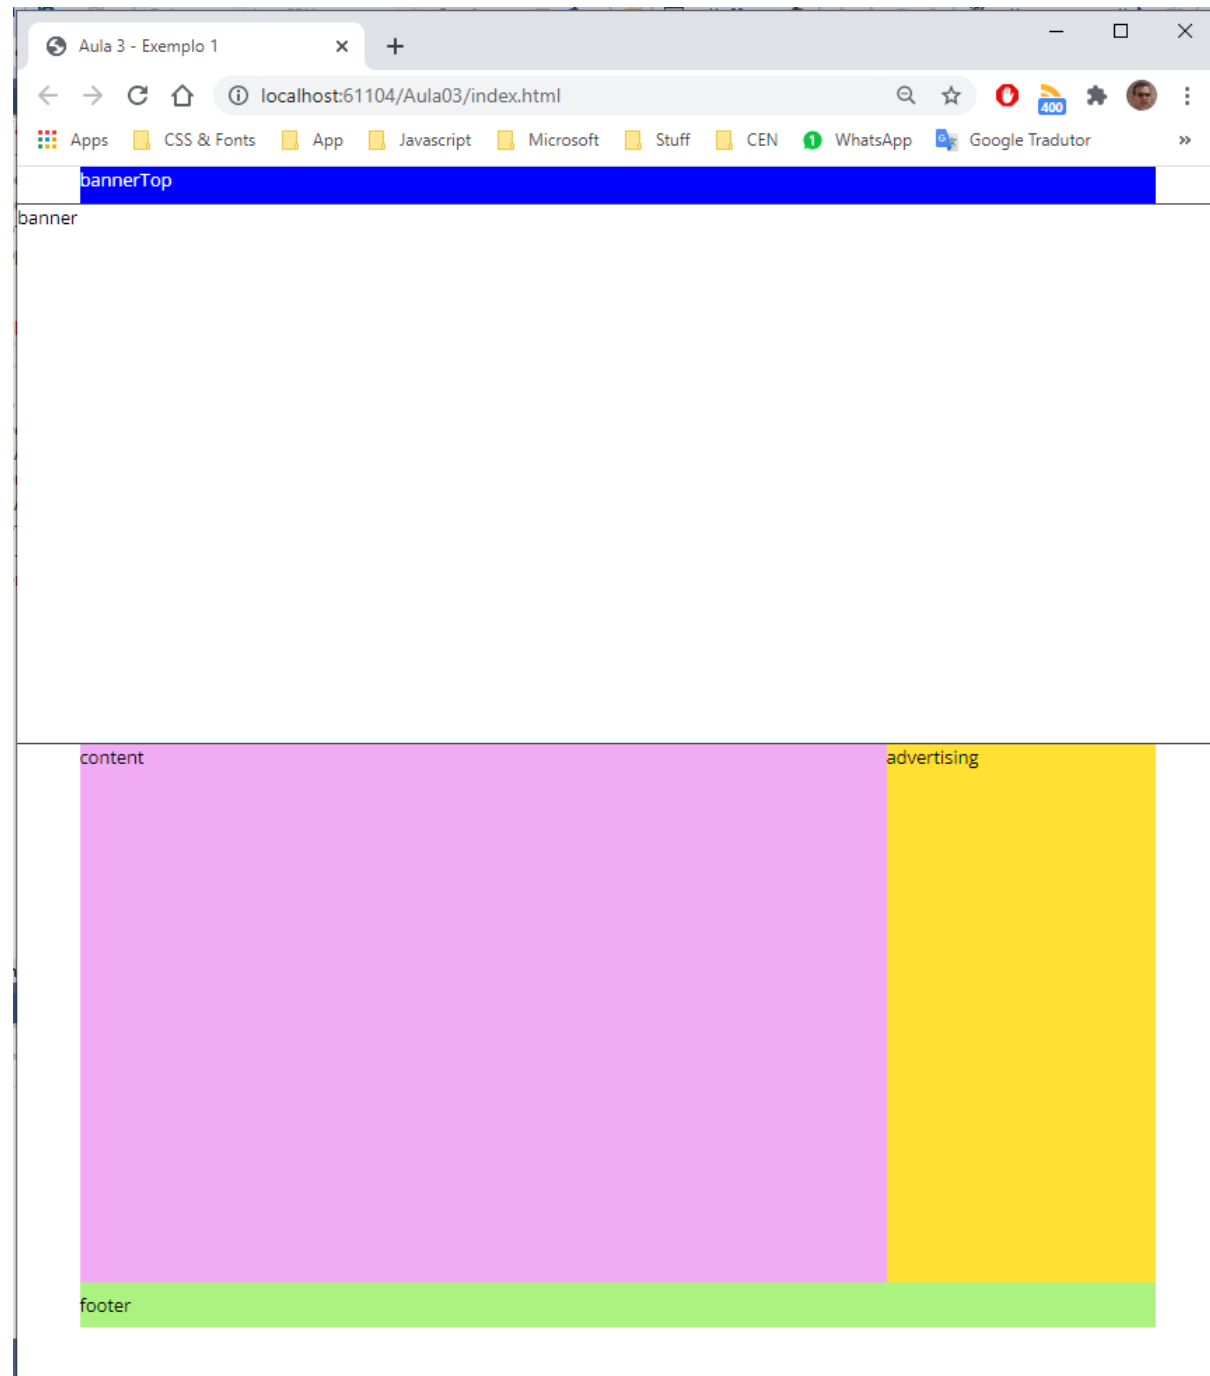 Aula 3 - Exemplo 1
localhost:61104/Aula03/index.html
400
Apps CSS & Fonts App Javascript Microsoft Stuff CEN 1 WhatsApp Google Tradutor »
bannerTop
banner
content advertising
footer